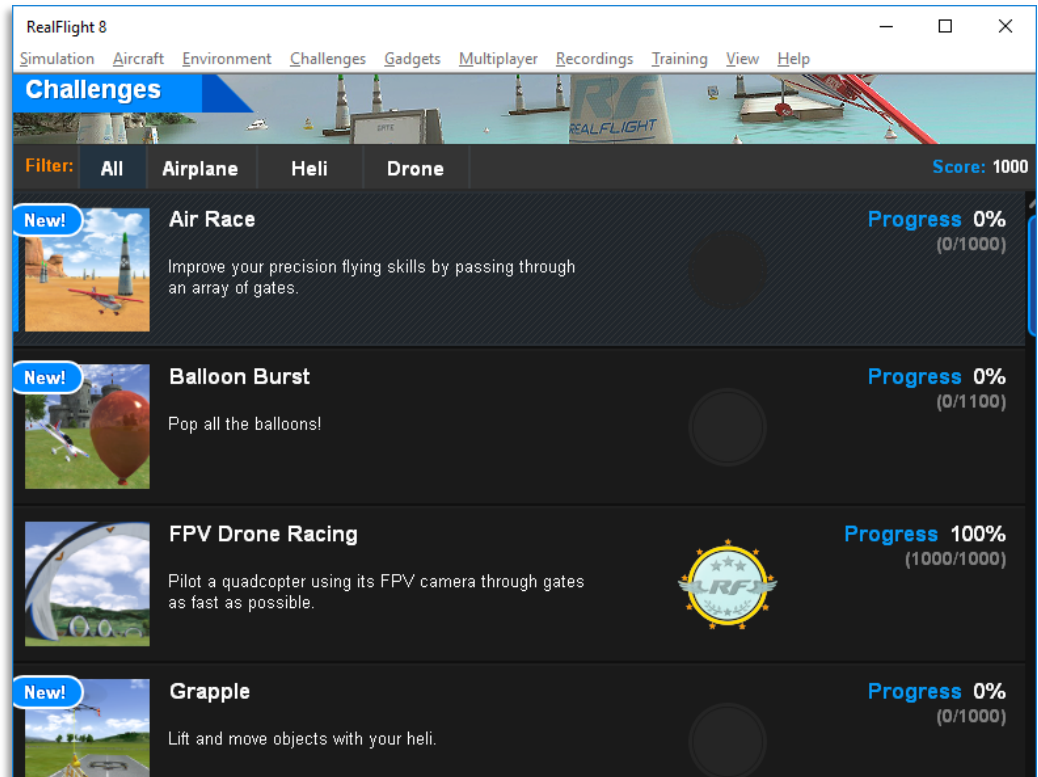 RealFlight 8
Simulation Aircraft Environment Challenges Gadgets Multiplayer Recordings Training View Help
Challenges
GATE
RF
REALFLIGHT
Filter: All Airplane Heli Drone Score: 1000
New!
Air Race
Progress 0%
(0/1000)
Improve your precision flying skills by passing through
an array of gates.
New!
Balloon Burst
Progress 0%
(0/1100)
Pop all the balloons!
FPV Drone Racing
Progress 100%
(1000/1000)
Pilot a quadcopter using its FPV camera through gates
as fast as possible.
RF
New!
Grapple
Progress 0%
(0/1000)
Lift and move objects with your heli.